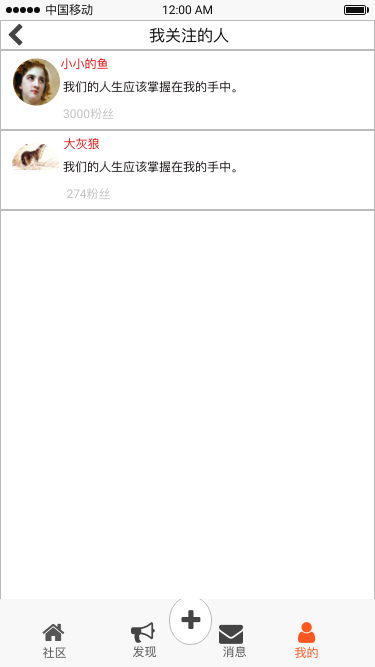 中国移动 12:00 AM
我关注的人
小小的鱼
我们的人生应该掌握在我的手中。
3000粉丝
大灰狼
我们的人生应该掌握在我的手中。
274粉丝
社区 发现 消息 我的